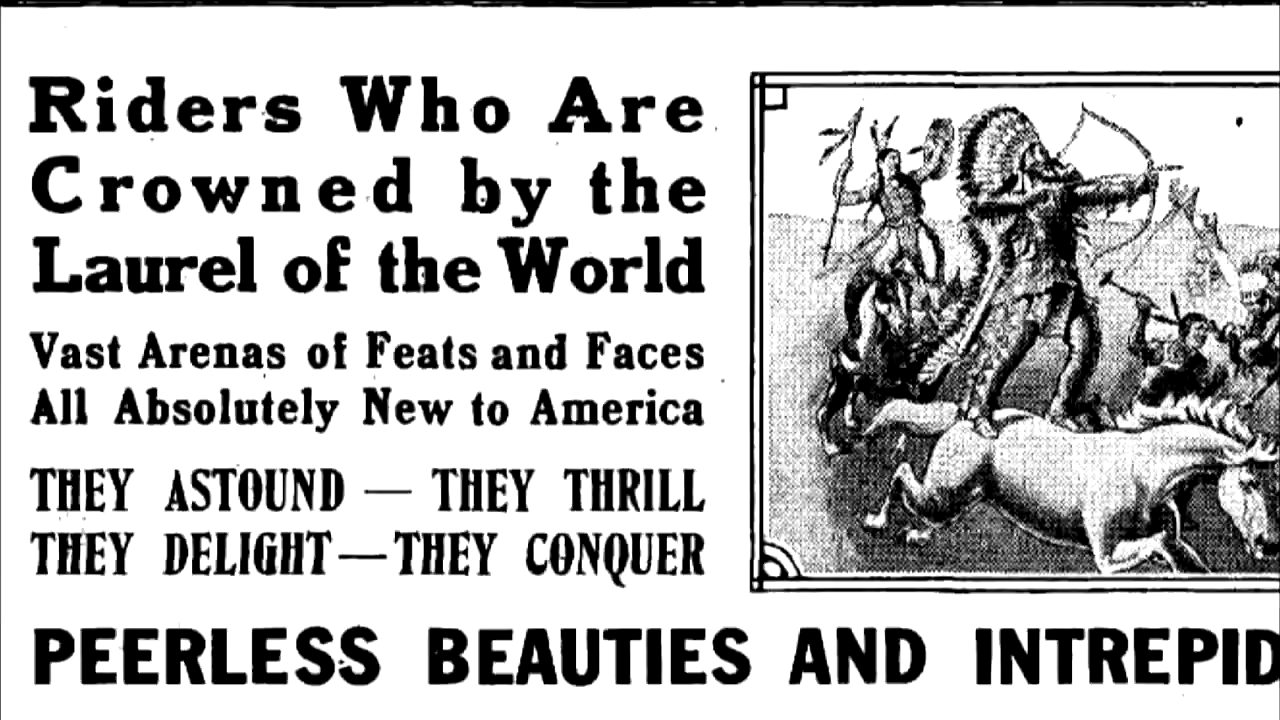 Riders Who Are
Crowned by the
Laurel of the World
Vast Arenas of Feats and Faces
All Absolutely New to America
THEY ASTOUND — THEY THRILL
THEY DELIGHT—THEY CONQUER
PEERLESS BEAUTIES AND INTREPID